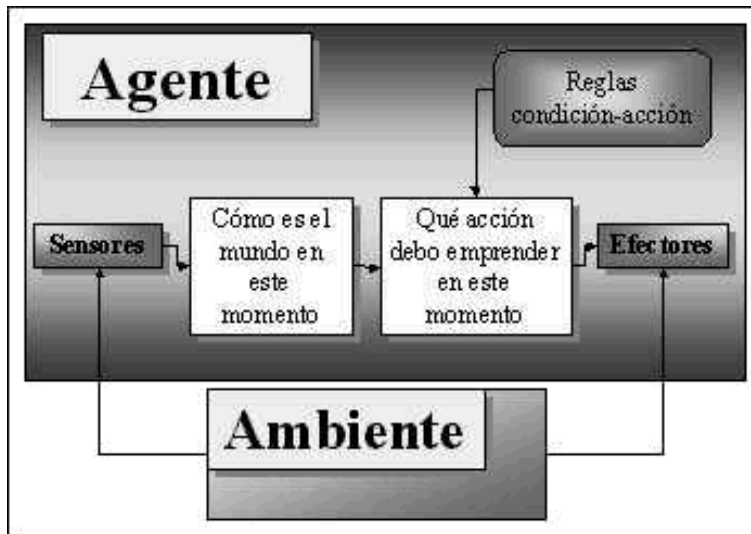 Agente
Reglas
condición-acción
Sensores
Cómo es el
mundo en
este
momento
Qué acción
debo emprender
en este
momento
Efectores
Ambiente